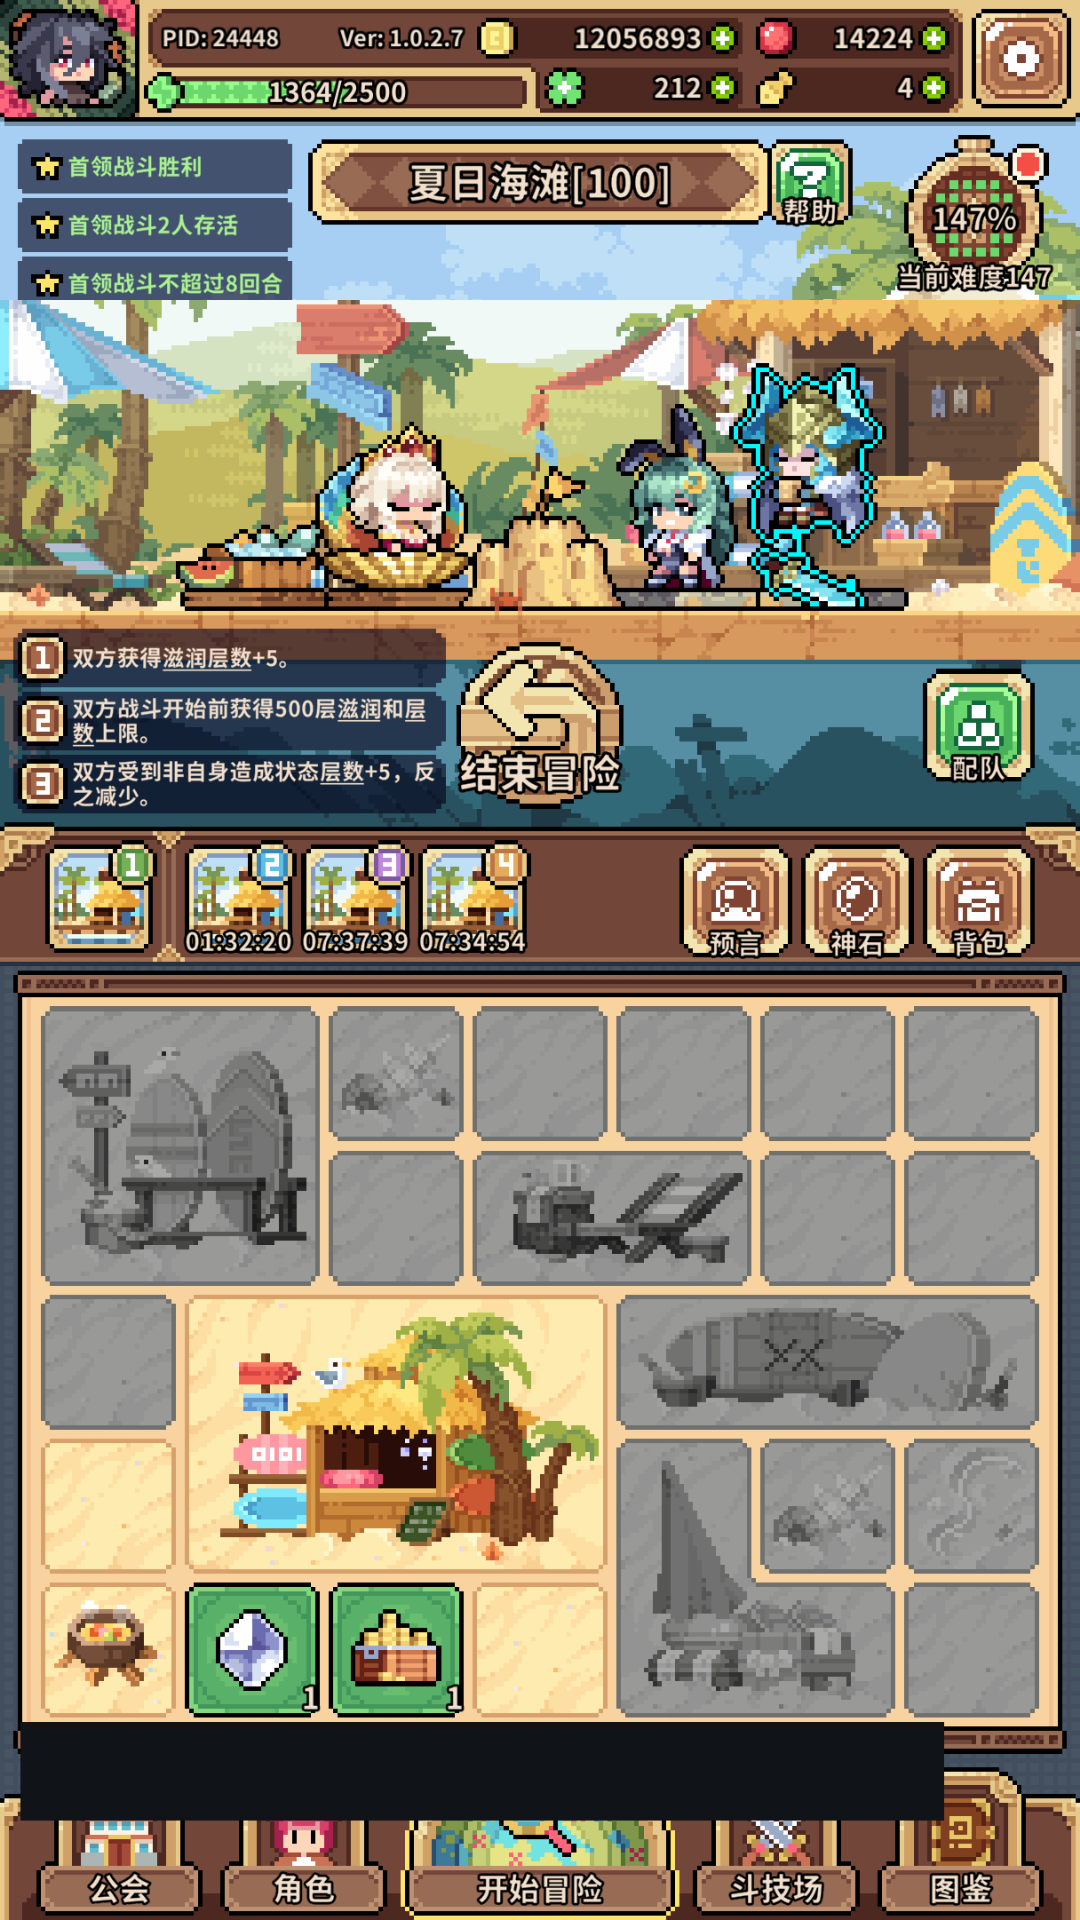 PID: 24448
Ver: 1.0.2.7
12056893
14224
1364/2500
212
4
首领战斗胜利
首领战斗2人存活
首领战斗不超过8回合
夏日海滩[100]
帮助
147%
当前难度147
1 双方获得滋润层数+5。
2 双方战斗开始前获得500层滋润和层
数上限。
3 双方受到非自身造成状态层数+5，反
之减少。
结束冒险
配队
1
2
3
4
01:32:20
07:37:39
07:34:54
预言
神石
背包
1
1
公会
角色
开始冒险
斗技场
图鉴